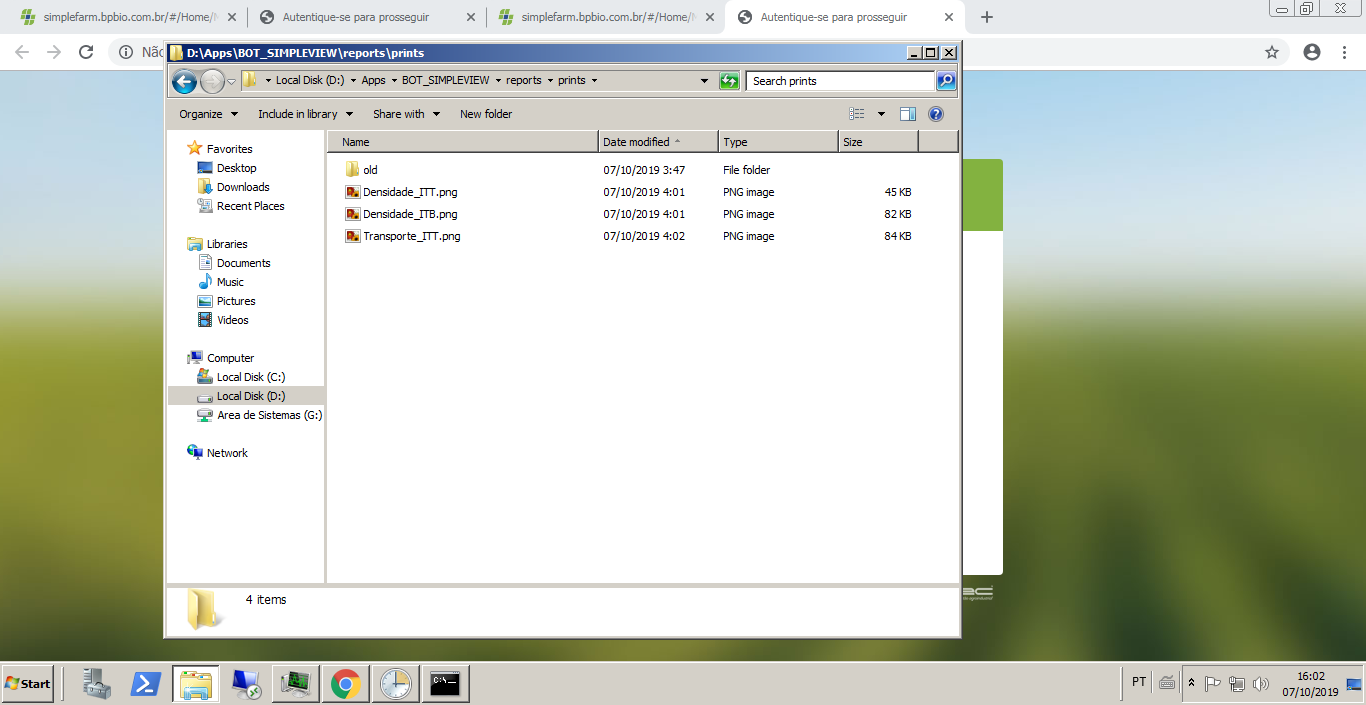 simplefarm.bpbio.com.br/#/Home/N
Autentique-se para prosseguir
simplefarm.bpbio.com.br/#/Home/N
Autentique-se para prosseguir
Não
D:\Apps\BOT_SIMPLEVIEW\reports\prints
Local Disk (D:) Apps BOT_SIMPLEVIEW reports prints
Search prints
Organize Include in library Share with New folder
Name Date modified Type Size
Favorites
Desktop
Downloads
Recent Places
Libraries
Documents
Music
Pictures
Videos
Computer
Local Disk (C:)
Local Disk (D:)
Area de Sistemas (G:)
Network
old 07/10/2019 3:47 File folder
Densidade_ITT.png 07/10/2019 4:01 PNG image 45 KB
Densidade_ITB.png 07/10/2019 4:01 PNG image 82 KB
Transporte_ITT.png 07/10/2019 4:02 PNG image 84 KB
4 items
Start
C:\_
PT
16:02
07/10/2019